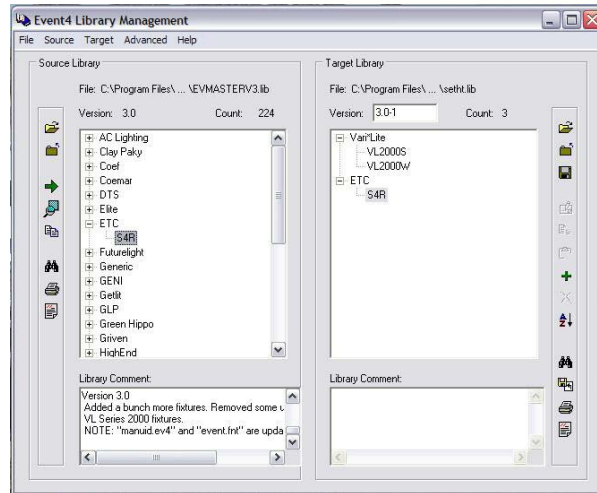 Event4 Library Management
File Source Target Advanced Help
Source Library
File: C:\Program Files\ ... \EVMASTERV3.lib
Version: 3.0 Count: 224
AC Lighting
Clay Paky
Coef
Coemar
DTS
Elite
ETC
S4R
Futurelight
Generic
GENI
Getlit
GLP
Green Hippo
Griven
HighEnd
Library Comment:
Version 3.0
Added a bunch more fixtures. Removed some u
VL Series 2000 fixtures.
NOTE: "manuid.ev4" and "event.fnt" are upda
Target Library
File: C:\Program Files\ ... \setht.lib
Version: 3.0-1 Count: 3
Vari*Lite
VL2000S
VL2000W
ETC
S4R
Library Comment: